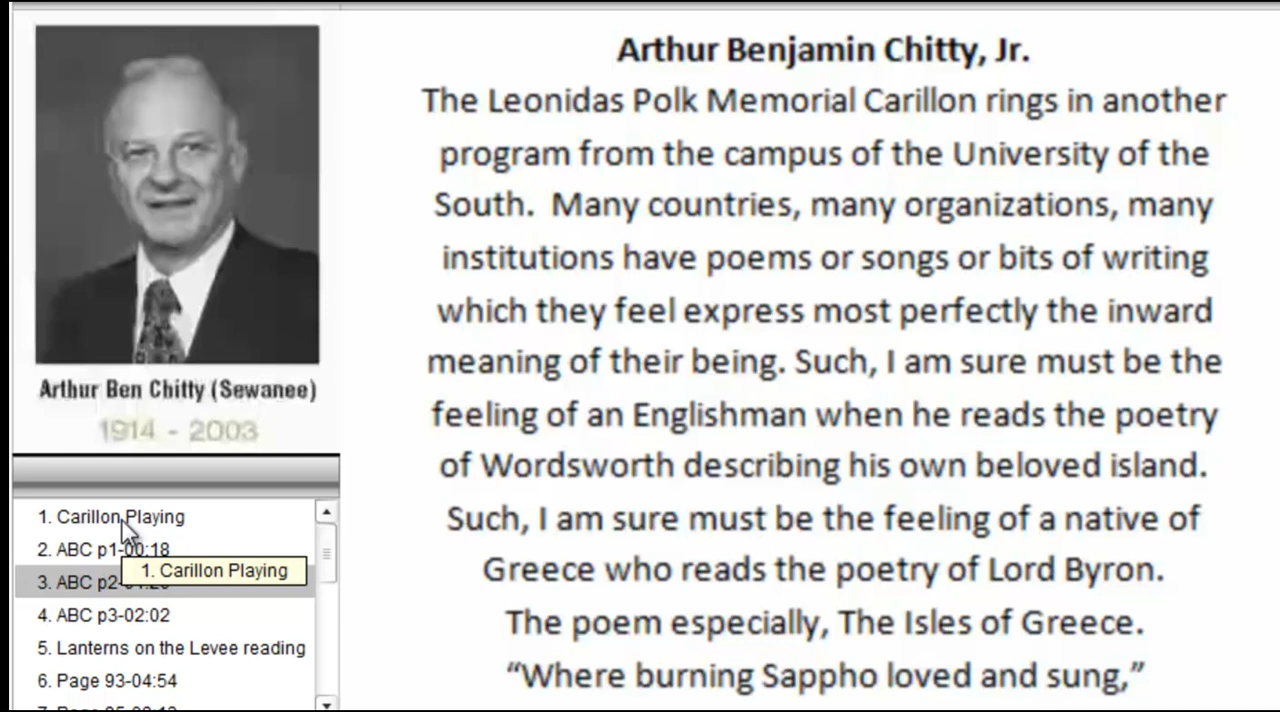 Arthur Benjamin Chitty, Jr.
The Leonidas Polk Memorial Carillon rings in another
program from the campus of the University of the
South. Many countries, many organizations, many
institutions have poems or songs or bits of writing
which they feel express most perfectly the inward
meaning of their being. Such, I am sure must be the
feeling of an Englishman when he reads the poetry
of Wordsworth describing his own beloved island.
Such, I am sure must be the feeling of a native of
Greece who reads the poetry of Lord Byron.
The poem especially, The Isles of Greece.
“Where burning Sappho loved and sung,”
Arthur Ben Chitty (Sewanee)
1914 - 2003
1. Carillon Playing
2. ABC p1-00:18
1. Carillon Playing
3. ABC
4. ABC p3-02:02
5. Lanterns on the Levee reading
6. Page 93-04:54